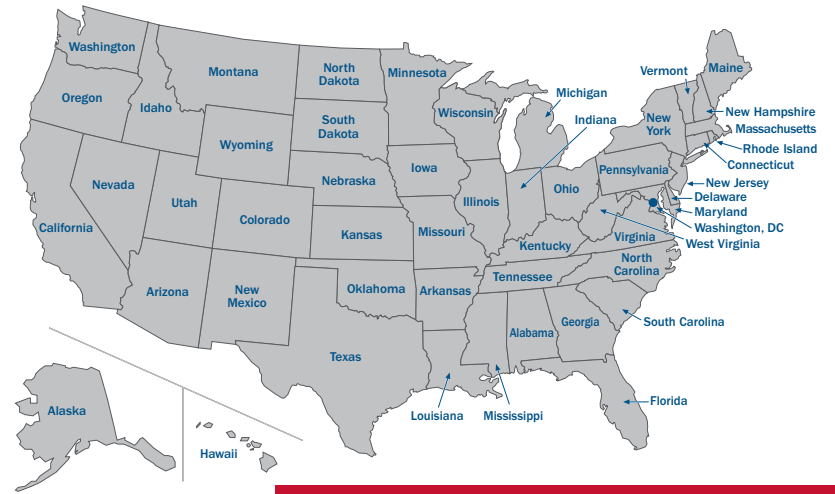 Washington
Montana
North
Dakota
Minnesota
Vermont
Maine
Oregon
Idaho
Michigan
Wisconsin
New Hampshire
South
Dakota
Indiana
New
York
Massachusetts
Wyoming
Rhode Island
Connecticut
Iowa
Pennsylvania
Nevada
Nebraska
New Jersey
Utah
Illinois
Ohio
Delaware
Maryland
Colorado
California
Kansas
Missouri
Washington, DC
Virginia
West Virginia
Kentucky
North
Carolina
Tennessee
Arizona
New
Mexico
Oklahoma
Arkansas
Georgia
South Carolina
Alabama
Texas
Florida
Alaska
Louisiana
Mississippi
Hawaii